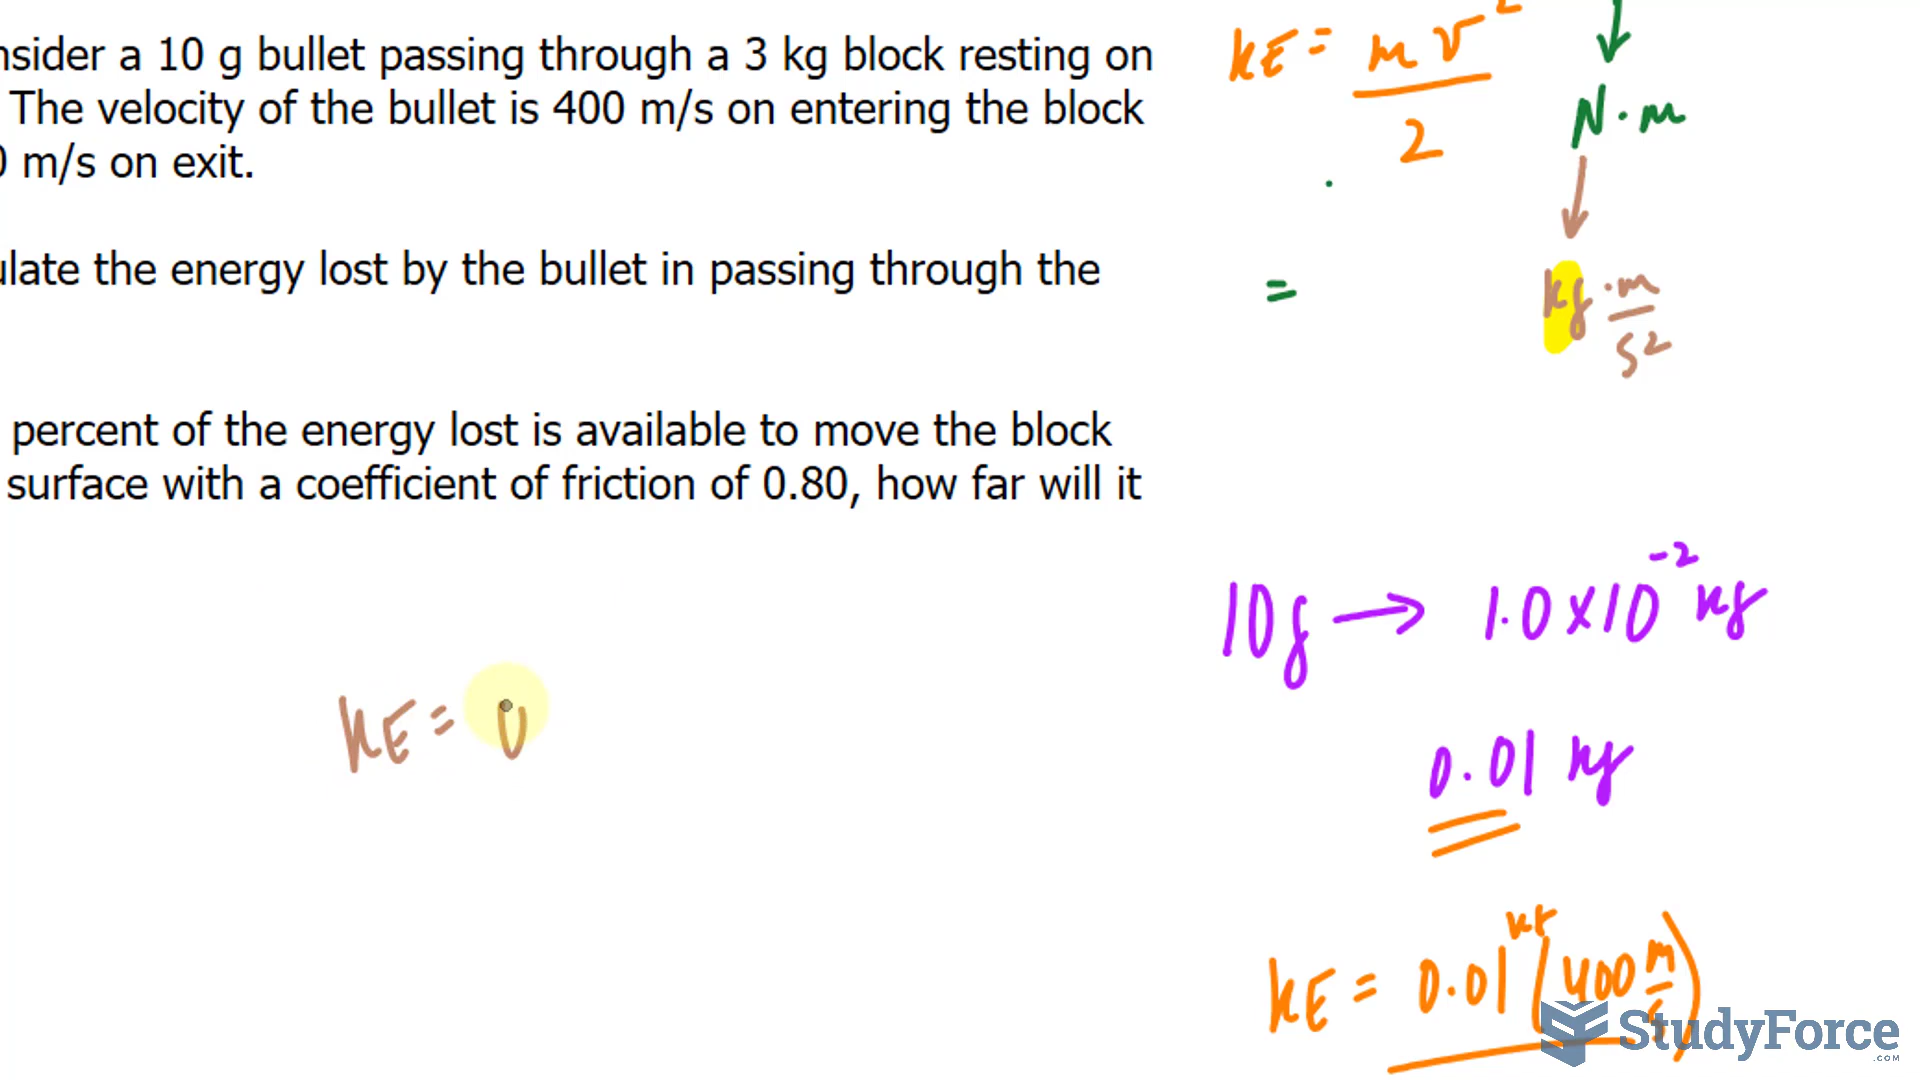 nsider a 10 g bullet passing through a 3 kg block resting on
The velocity of the bullet is 400 m/s on entering the block
0 m/s on exit.
ulate the energy lost by the bullet in passing through the
percent of the energy lost is available to move the block
surface with a coefficient of friction of 0.80, how far will it
KE = 0
KE = mv²
2
N·m
=
kg·m
s²
10g → 1.0×10⁻² kg
0.01 kg
KE = 0.01 kg (400 m/s)
StudyForce
.COM